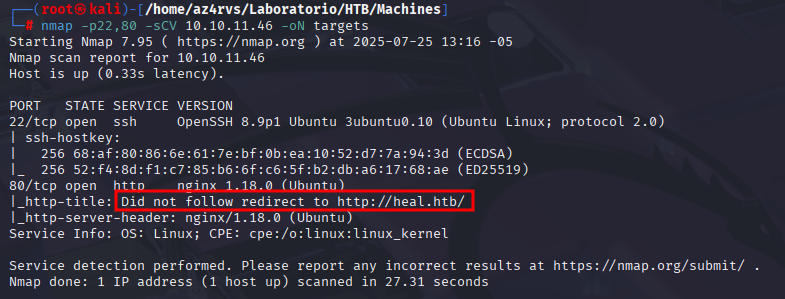 ┌──(root㉿kali)-[/home/az4rvs/Laboratorio/HTB/Machines]
└─# nmap -p22,80 -sCV 10.10.11.46 -oN targets
Starting Nmap 7.95 ( https://nmap.org ) at 2025-07-25 13:16 -05
Nmap scan report for 10.10.11.46
Host is up (0.33s latency).

PORT   STATE SERVICE VERSION
22/tcp open  ssh     OpenSSH 8.9p1 Ubuntu 3ubuntu0.10 (Ubuntu Linux; protocol 2.0)
| ssh-hostkey:
|   256 68:af:80:86:6e:61:7e:bf:0b:ea:10:52:d7:7a:94:3d (ECDSA)
|_  256 52:f4:8d:f1:c7:85:b6:6f:c6:5f:b2:db:a6:17:68:ae (ED25519)
80/tcp open  http    nginx 1.18.0 (Ubuntu)
|_http-title: Did not follow redirect to http://heal.htb/
|_http-server-header: nginx/1.18.0 (Ubuntu)
Service Info: OS: Linux; CPE: cpe:/o:linux:linux_kernel

Service detection performed. Please report any incorrect results at https://nmap.org/submit/ .
Nmap done: 1 IP address (1 host up) scanned in 27.31 seconds